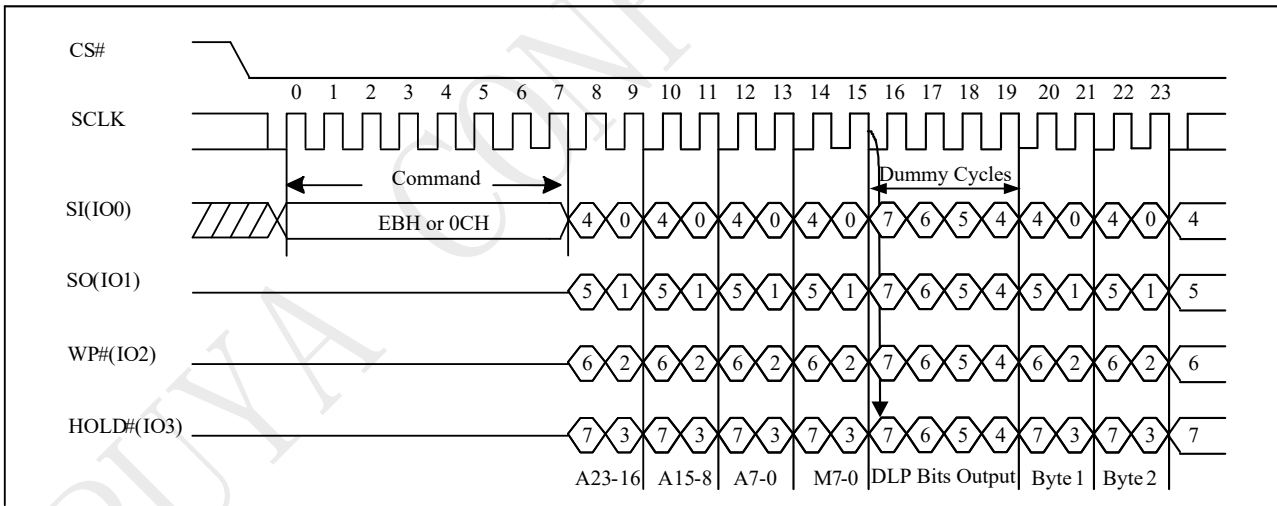 CS#
0 1 2 3 4 5 6 7 8 9 10 11 12 13 14 15 16 17 18 19 20 21 22 23
SCLK
Command
Dummy Cycles
SI(IO0)
EBH or 0CH
4 0 4 0 4 0 4 0 7 6 5 4 4 0 4 0 4
SO(IO1)
5 1 5 1 5 1 5 1 7 6 5 4 5 1 5 1 5
WP#(IO2)
6 2 6 2 6 2 6 2 7 6 5 4 6 2 6 2 6
HOLD#(IO3)
7 3 7 3 7 3 7 3 7 6 5 4 7 3 7 3 7
A23-16 A15-8 A7-0 M7-0 DLP Bits Output Byte 1 Byte 2
PUYA CONF